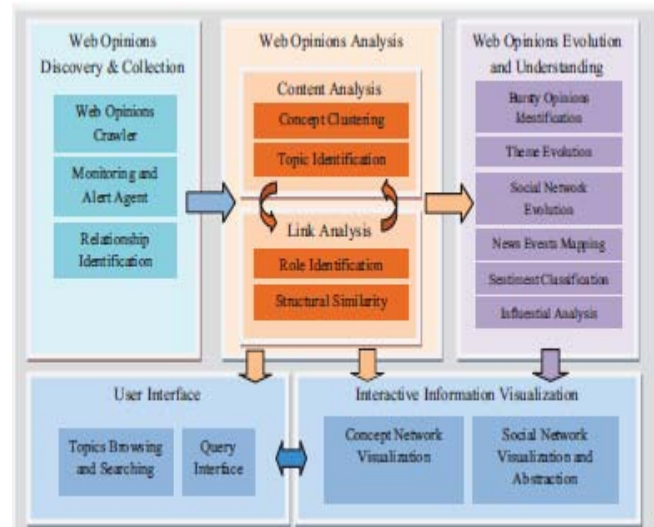 Web Opinions
Discovery & Collection
Web Opinions
Crawler
Monitoring and
Alert Agent
Relationship
Identification
Web Opinions Analysis
Content Analysis
Concept Clustering
Topic Identification
Link Analysis
Role Identification
Structural Similarity
Web Opinions Evolution
and Understanding
Bursty Opinions
Identification
Theme Evolution
Social Network
Evolution
News Events Mapping
Sentiment Classification
Influential Analysis
User Interface
Topics Browsing
and Searching
Query
Interface
Interactive Information Visualization
Concept Network
Visualization
Social Network
Visualization and
Abstraction